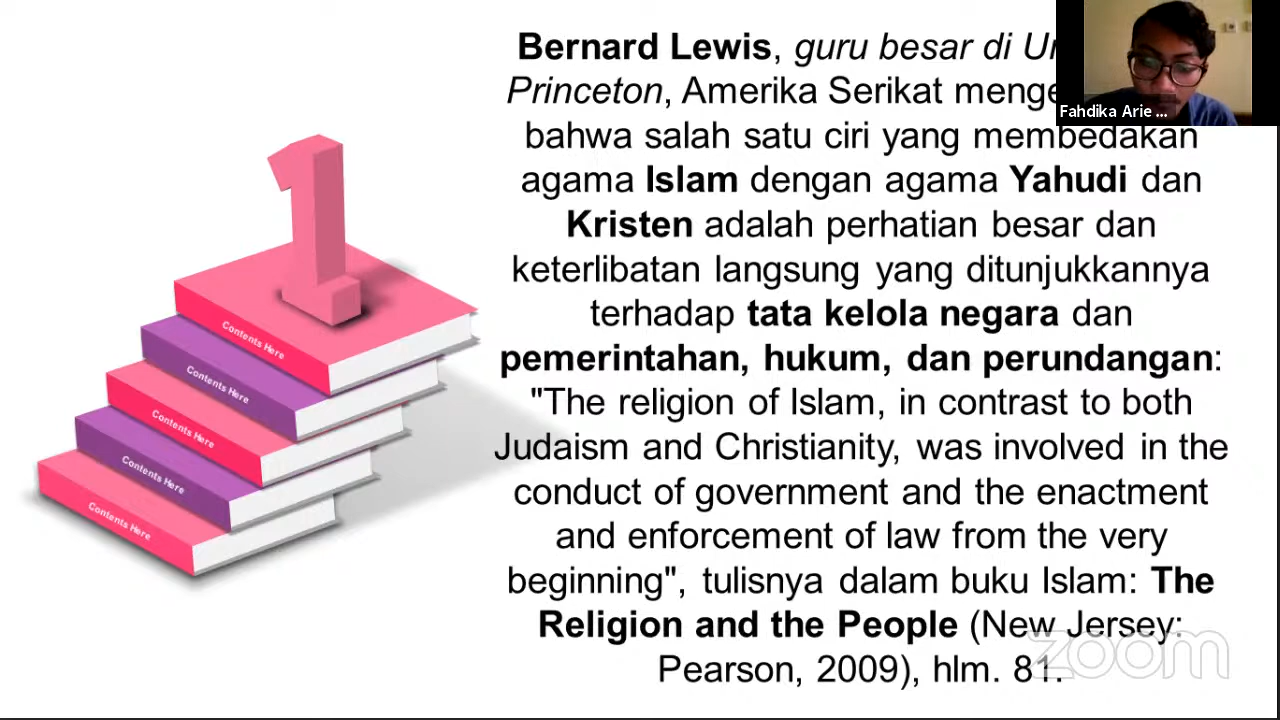 Bernard Lewis, guru besar di
Princeton, Amerika Serikat
bahwa salah satu ciri yang membedakan
agama Islam dengan agama Yahudi dan
Kristen adalah perhatian besar dan
keterlibatan langsung yang ditunjukkannya
terhadap tata kelola negara dan
pemerintahan, hukum, dan perundangan:
"The religion of Islam, in contrast to both
Judaism and Christianity, was involved in the
conduct of government and the enactment
and enforcement of law from the very
beginning", tulisnya dalam buku Islam: The
Religion and the People (New Jersey:
Pearson, 2009), hlm. 81.
Fahdika Arie ...
1
Contents Here
Contents Here
Contents Here
Contents Here
Contents Here
zoom